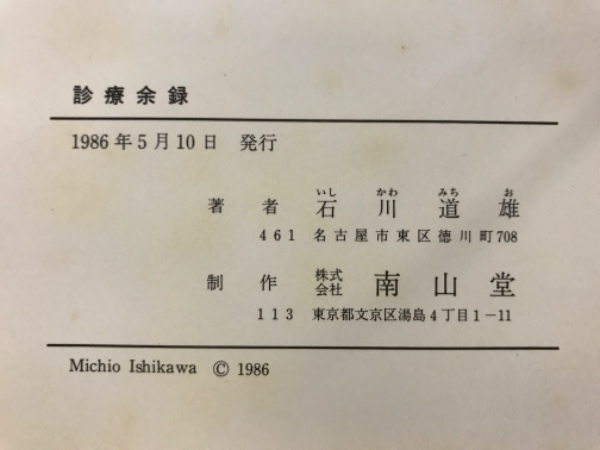 診療余録
1986年5月10日 発行
いし かわ みち お
著者 石川道雄
461 名古屋市東区徳川町708
制作 株式会社 南山堂
113 東京都文京区湯島4丁目1-11
Michio Ishikawa © 1986